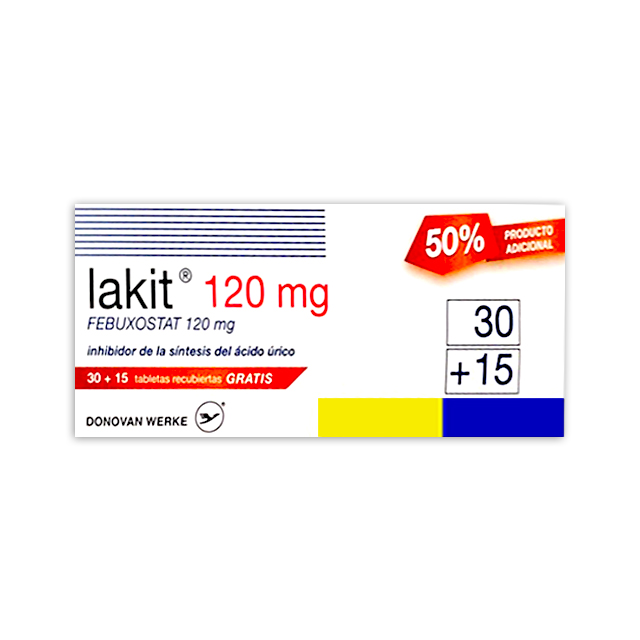 50% PRODUCTO
ADICIONAL
lakit® 120 mg
FEBUXOSTAT 120 mg
inhibidor de la síntesis del ácido úrico
30 + 15 tabletas recubiertas GRATIS
30
+15
DONOVAN WERKE ®